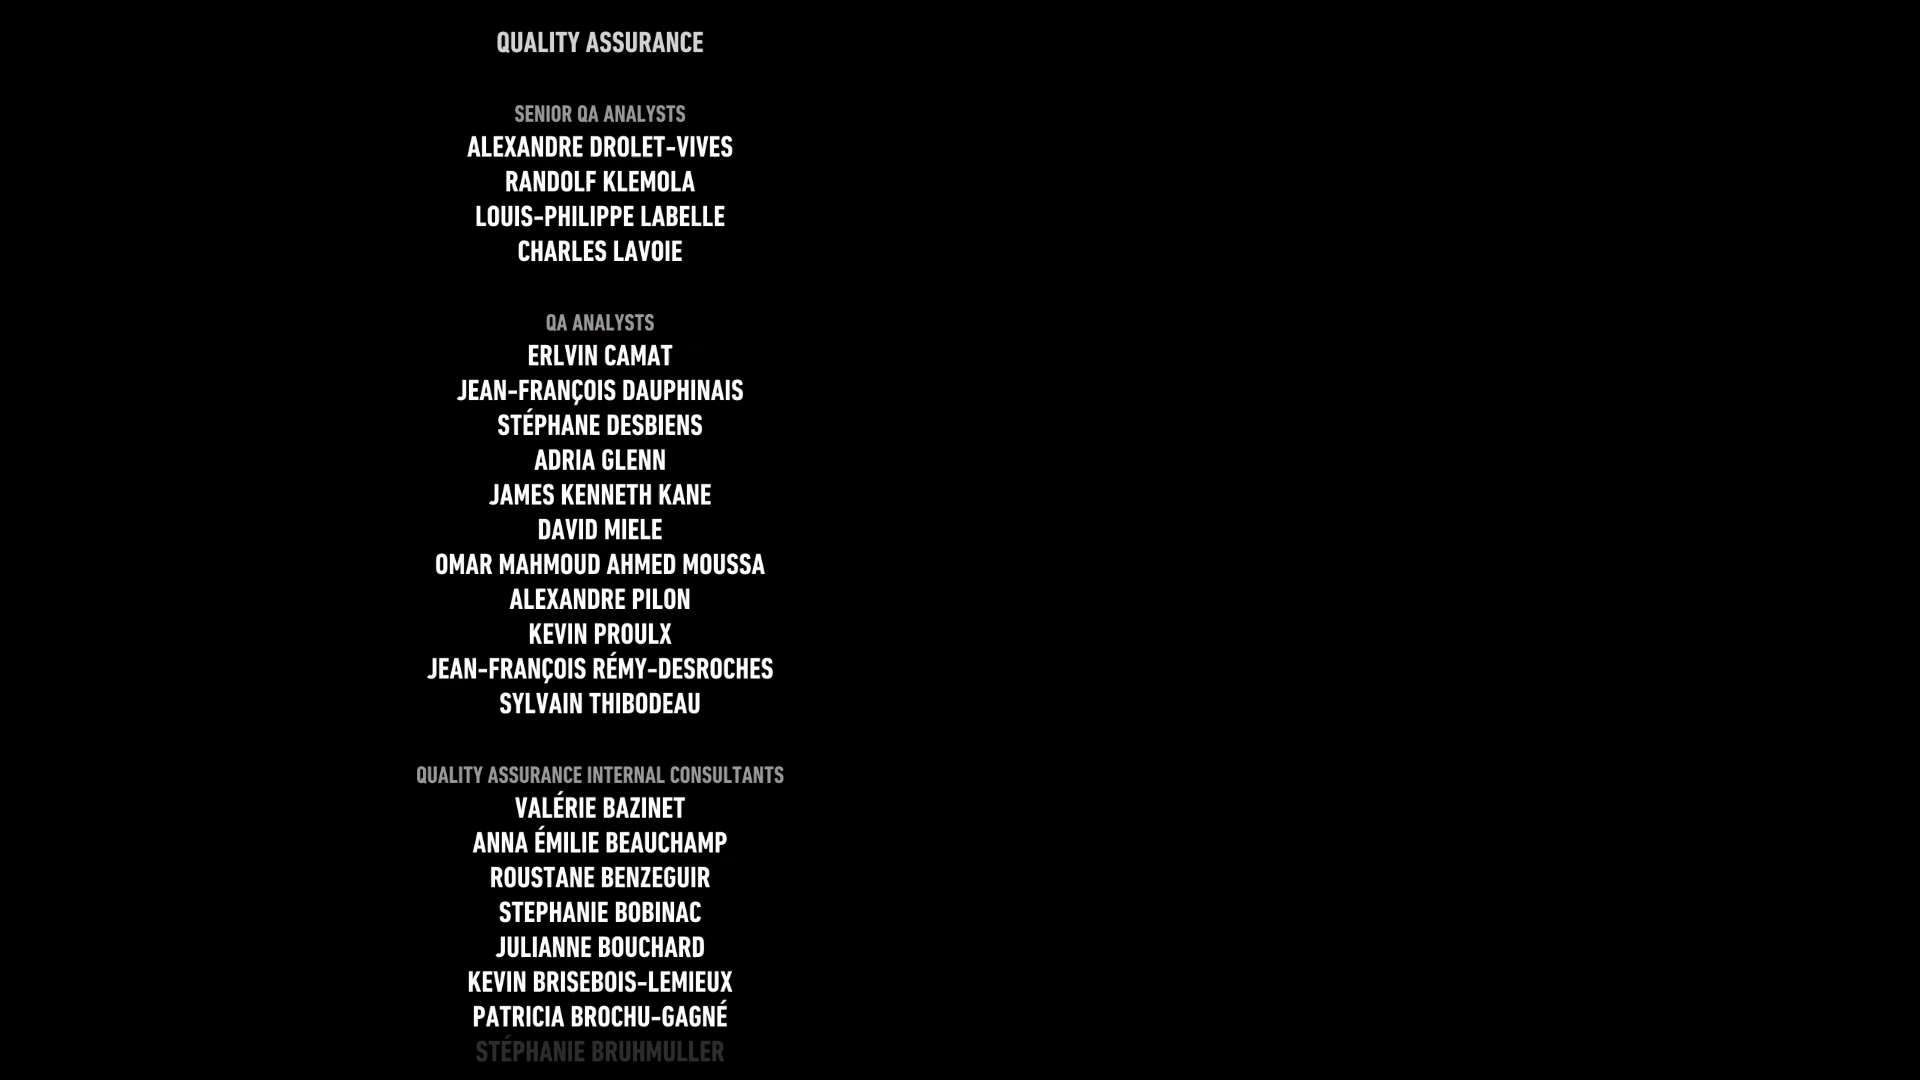 QUALITY ASSURANCE
SENIOR QA ANALYSTS
ALEXANDRE DROLET-VIVES
RANDOLF KLEMOLA
LOUIS-PHILIPPE LABELLE
CHARLES LAVOIE
QA ANALYSTS
ERLVIN CAMAT
JEAN-FRANÇOIS DAUPHINAIS
STÉPHANE DESBIENS
ADRIA GLENN
JAMES KENNETH KANE
DAVID MIELE
OMAR MAHMOUD AHMED MOUSSA
ALEXANDRE PILON
KEVIN PROULX
JEAN-FRANÇOIS RÉMY-DESROCHES
SYLVAIN THIBODEAU
QUALITY ASSURANCE INTERNAL CONSULTANTS
VALÉRIE BAZINET
ANNA ÉMILIE BEAUCHAMP
ROUSTANE BENZEGUIR
STEPHANIE BOBINAC
JULIANNE BOUCHARD
KEVIN BRISEBOIS-LEMIEUX
PATRICIA BROCHU-GAGNÉ
STÉPHANIE BRUHMULLER